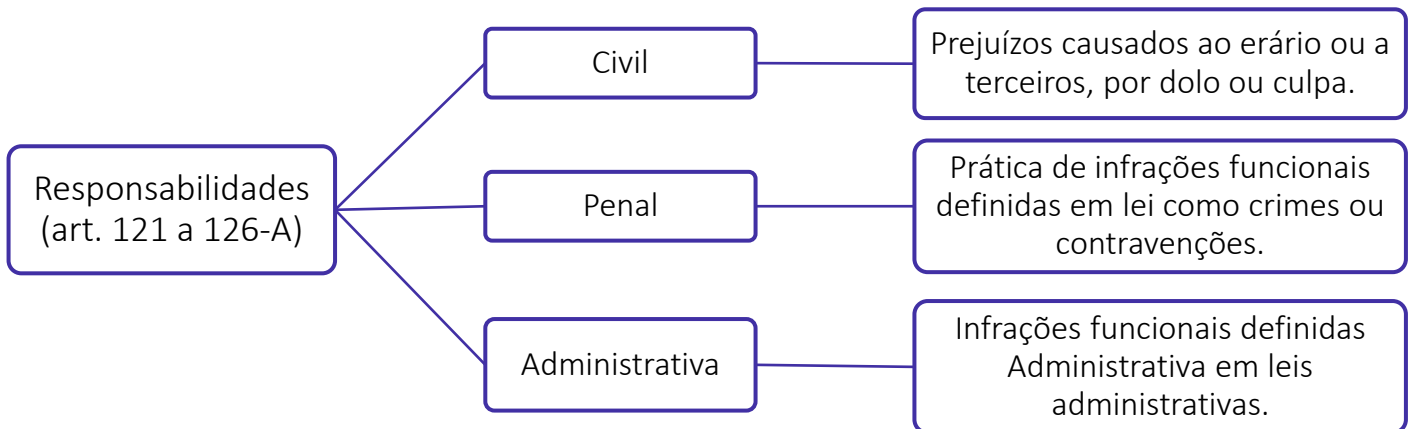 Responsabilidades
(art. 121 a 126-A)
Civil
Prejuízos causados ao erário ou a
terceiros, por dolo ou culpa.
Penal
Prática de infrações funcionais
definidas em lei como crimes ou
contravenções.
Administrativa
Infrações funcionais definidas
Administrativa em leis
administrativas.